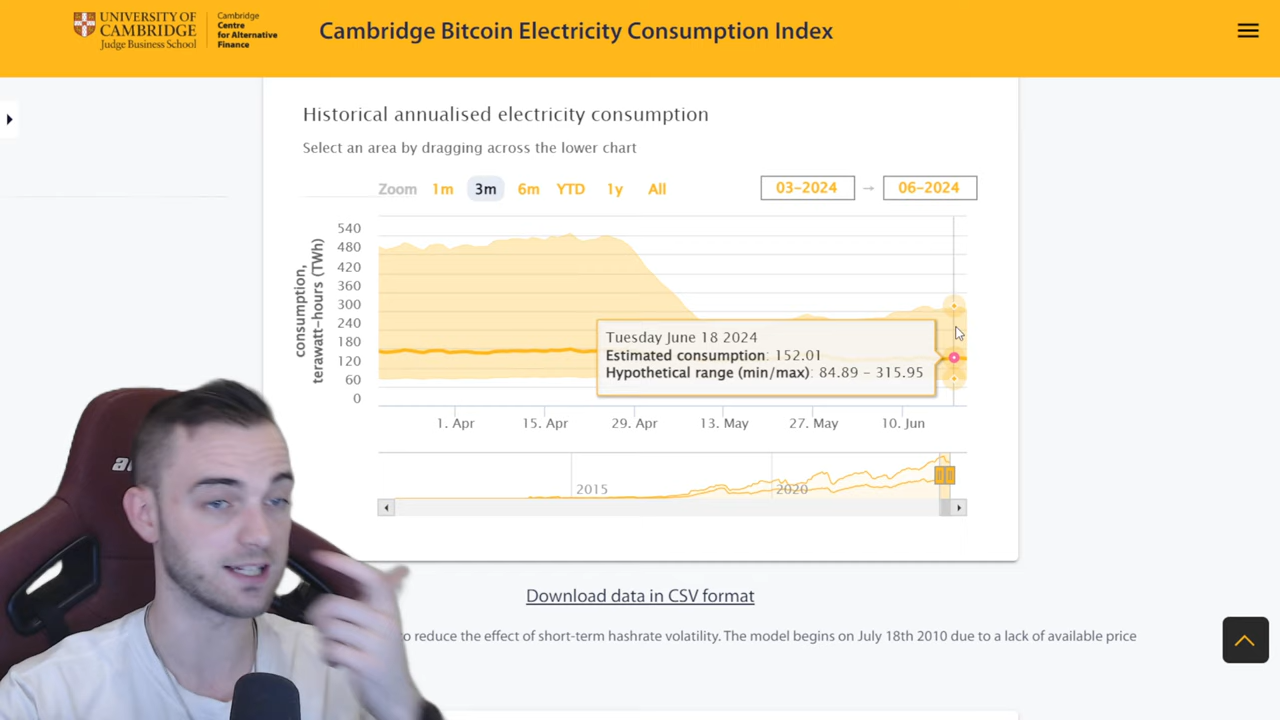 UNIVERSITY OF
CAMBRIDGE
Judge Business School
Cambridge
Centre
for Alternative
Finance
Cambridge Bitcoin Electricity Consumption Index
Historical annualised electricity consumption
Select an area by dragging across the lower chart
Zoom 1m 3m 6m YTD 1y All 03-2024 → 06-2024
consumption,
terawatt-hours (TWh)
540
480
420
360
300
240
180
120
60
0
Tuesday June 18 2024
Estimated consumption: 152.01
Hypothetical range (min/max): 84.89 – 315.95
1. Apr 15. Apr 29. Apr 13. May 27. May 10. Jun
2015 2020
Download data in CSV format
to reduce the effect of short-term hashrate volatility. The model begins on July 18th 2010 due to a lack of available price